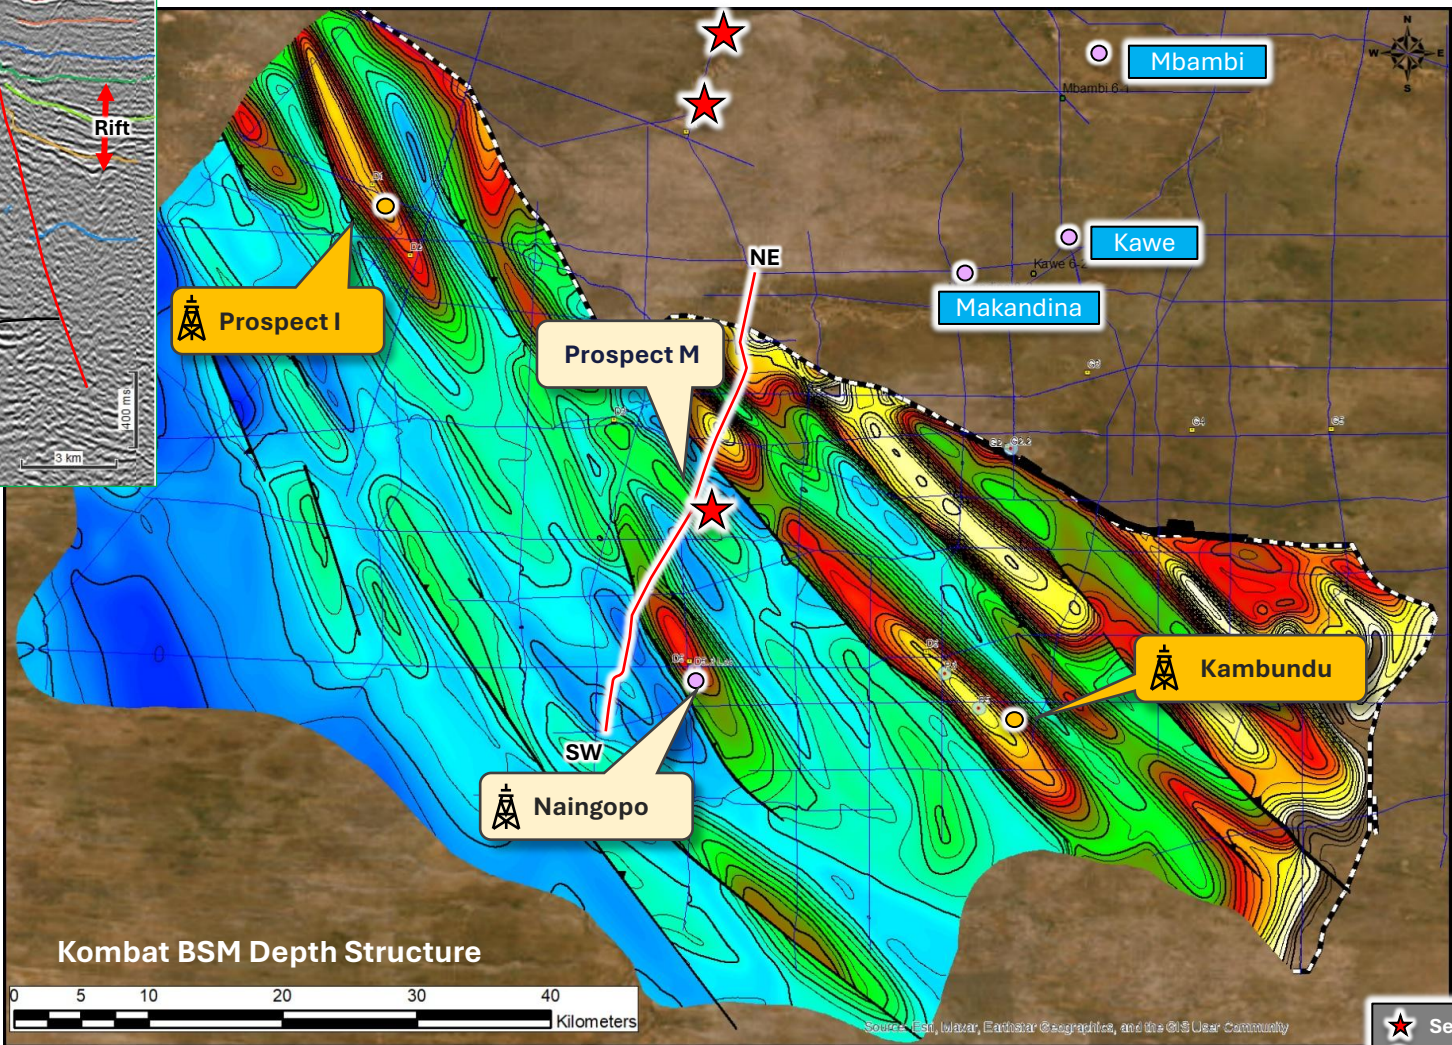 Rift
400 ms
3 km
N
W
E
S
Mbambi
Mbambi 6-1
Kawe
Kawe 6-2
Makandina
NE
Prospect I
Prospect M
Kambundu
SW
Naingopo
Kombat BSM Depth Structure
0 5 10 20 30 40
Kilometers
Source: Esri, Maxar, Earthstar Geographics, and the GIS User Community
Se